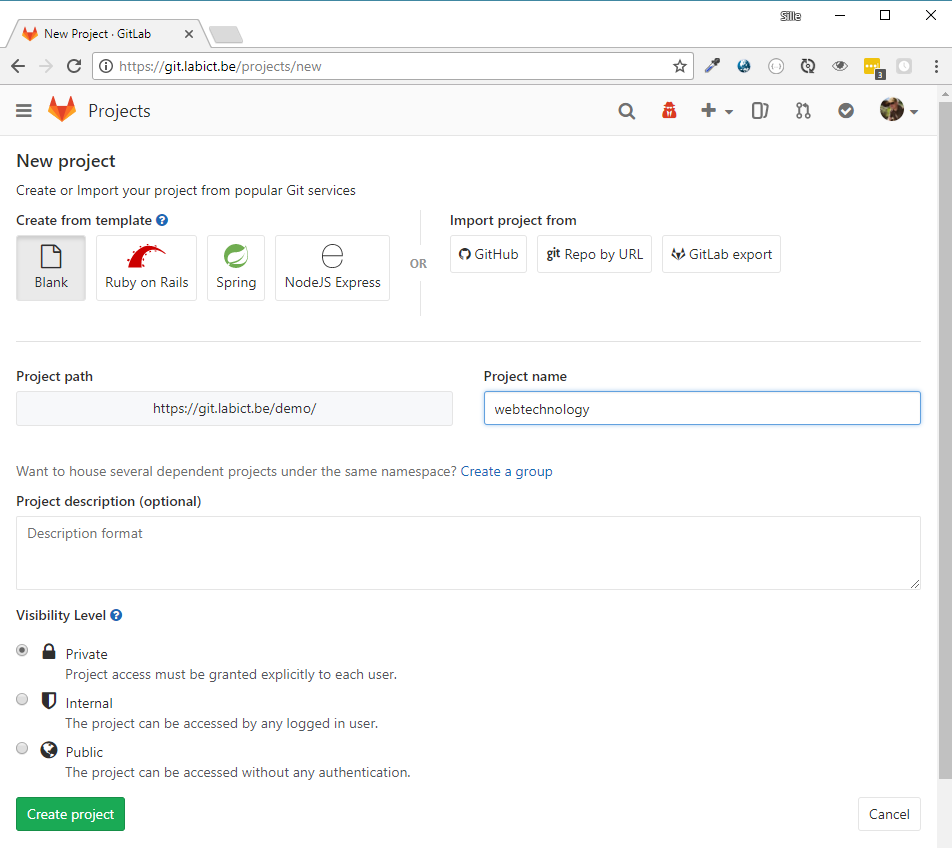 Sille
New Project · GitLab
https://git.labict.be/projects/new
3
Projects
New project
Create or Import your project from popular Git services
Create from template
Import project from
Blank
Ruby on Rails
Spring
NodeJS Express
OR
GitHub
git Repo by URL
GitLab export
Project path
Project name
https://git.labict.be/demo/
webtechnology
Want to house several dependent projects under the same namespace? Create a group
Project description (optional)
Description format
Visibility Level
Private
Project access must be granted explicitly to each user.
Internal
The project can be accessed by any logged in user.
Public
The project can be accessed without any authentication.
Create project
Cancel